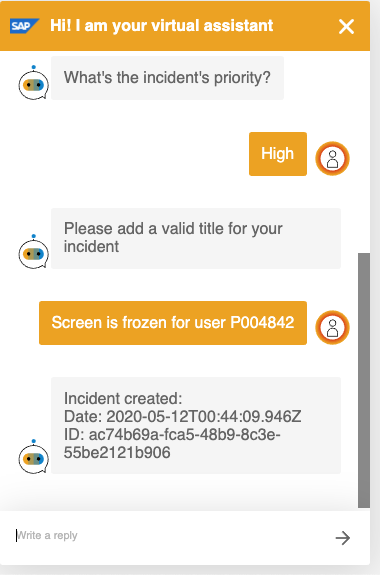 SAP Hi! I am your virtual assistant
What's the incident's priority?
High
Please add a valid title for your
incident
Screen is frozen for user P004842
Incident created:
Date: 2020-05-12T00:44:09.946Z
ID: ac74b69a-fca5-48b9-8c3e-
55be2121b906
Write a reply